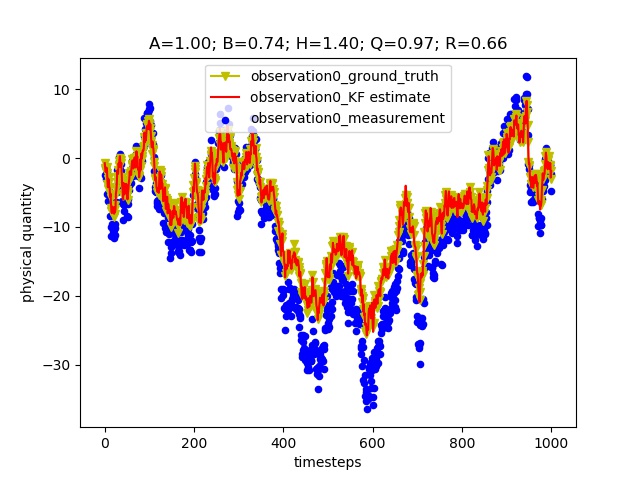 A=1.00; B=0.74; H=1.40; Q=0.97; R=0.66
observation0_ground_truth
observation0_KF estimate
observation0_measurement
physical quantity
10
0
−10
−20
−30
0 200 400 600 800 1000
timesteps